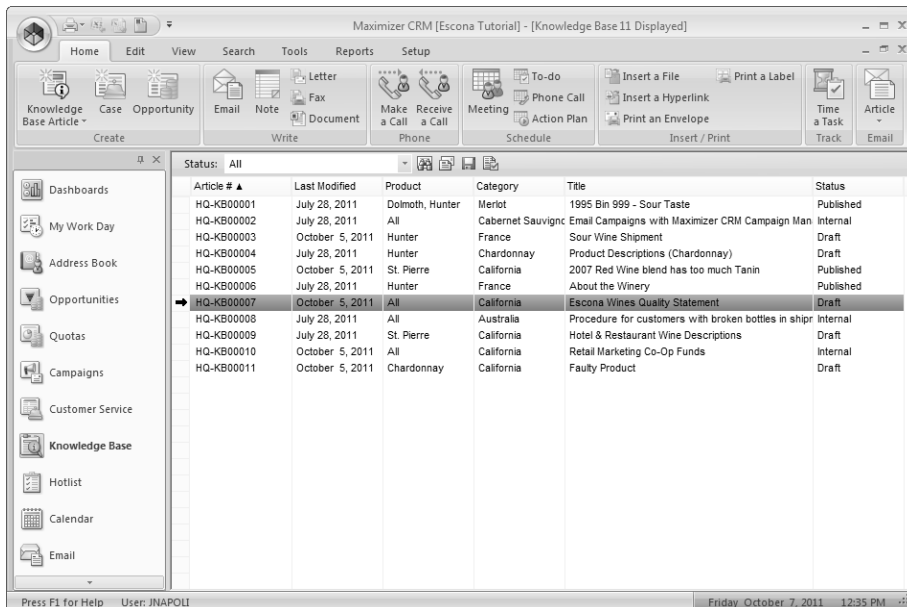 Maximizer CRM [Escona Tutorial] - [Knowledge Base 11 Displayed]
Home Edit View Search Tools Reports Setup
Knowledge Base Article
Case
Opportunity
Create
Email
Note
Letter
Fax
Document
Write
Make a Call
Receive a Call
Phone
Meeting
To-do
Phone Call
Action Plan
Schedule
Insert a File
Insert a Hyperlink
Print an Envelope
Print a Label
Insert / Print
Time a Task
Track
Article
Email
Dashboards
My Work Day
Address Book
Opportunities
Quotas
Campaigns
Customer Service
Knowledge Base
Hotlist
Calendar
Email
Status: All
Article # ▲ Last Modified Product Category Title Status
HQ-KB00001 July 28, 2011 Dolmoth, Hunter Merlot 1995 Bin 999 - Sour Taste Published
HQ-KB00002 July 28, 2011 All Cabernet Sauvignc Email Campaigns with Maximizer CRM Campaign Man Internal
HQ-KB00003 October 5, 2011 Hunter France Sour Wine Shipment Draft
HQ-KB00004 July 28, 2011 Hunter Chardonnay Product Descriptions (Chardonnay) Draft
HQ-KB00005 October 5, 2011 St. Pierre California 2007 Red Wine blend has too much Tanin Published
HQ-KB00006 July 28, 2011 Hunter France About the Winery Published
HQ-KB00007 October 5, 2011 All California Escona Wines Quality Statement Draft
HQ-KB00008 July 28, 2011 All Australia Procedure for customers with broken bottles in shipr Internal
HQ-KB00009 July 28, 2011 St. Pierre California Hotel & Restaurant Wine Descriptions Draft
HQ-KB00010 October 5, 2011 All California Retail Marketing Co-Op Funds Internal
HQ-KB00011 October 5, 2011 Chardonnay California Faulty Product Draft
Press F1 for Help User: JNAPOLI Friday October 7, 2011 12:35 PM